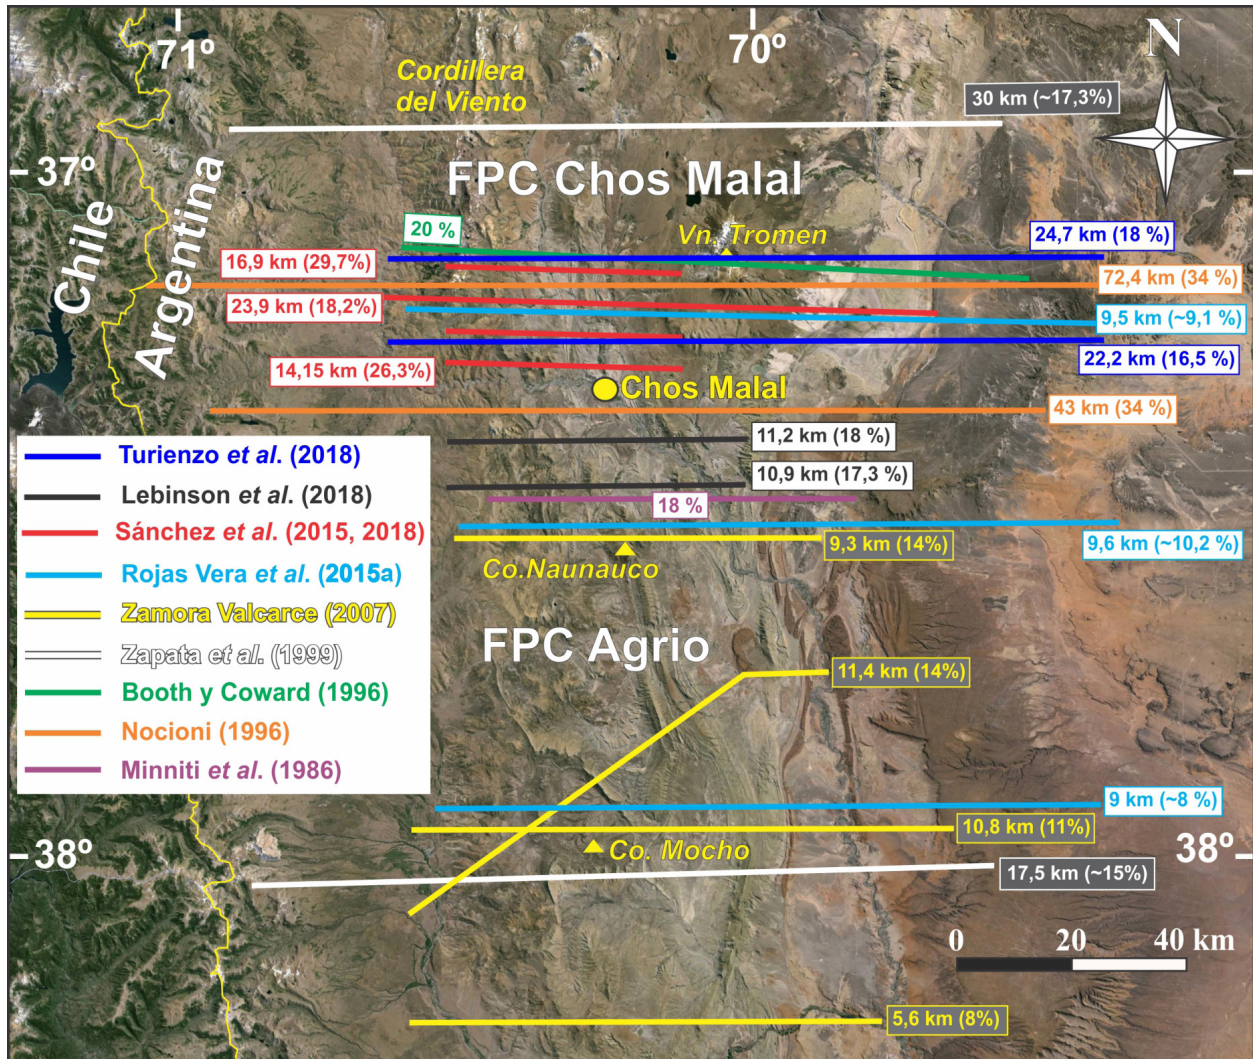 71º
70º
N
Cordillera
del Viento
30 km (~17,3%)
37º
FPC Chos Malal
Chile
Argentina
20 %
Vn. Tromen
24,7 km (18 %)
16,9 km (29,7%)
72,4 km (34 %)
23,9 km (18,2%)
9,5 km (~9,1 %)
22,2 km (16,5 %)
14,15 km (26,3%)
Chos Malal
43 km (34 %)
11,2 km (18 %)
10,9 km (17,3 %)
18 %
9,3 km (14%)
9,6 km (~10,2 %)
Co.Naunauco
Turienzo et al. (2018)
Lebinson et al. (2018)
Sánchez et al. (2015, 2018)
Rojas Vera et al. (2015a)
Zamora Valcarce (2007)
Zapata et al. (1999)
Booth y Coward (1996)
Nocioni (1996)
Minniti et al. (1986)
FPC Agrio
11,4 km (14%)
9 km (~8 %)
10,8 km (11%)
38º
Co. Mocho
38º
17,5 km (~15%)
0 20 40 km
5,6 km (8%)